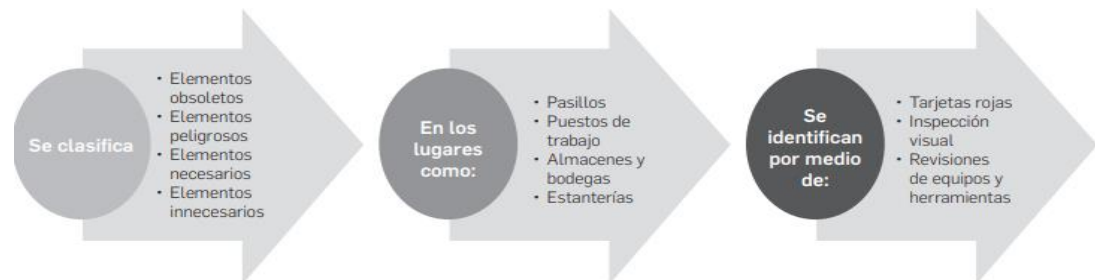 Se clasifica
• Elementos
obsoletos
• Elementos
peligrosos
• Elementos
necesarios
• Elementos
innecesarios
En los
lugares
como:
• Pasillos
• Puestos de
trabajo
• Almacenes y
bodegas
• Estanterías
Se
identifican
por medio
de:
• Tarjetas rojas
• Inspección
visual
• Revisiones
de equipos y
herramientas